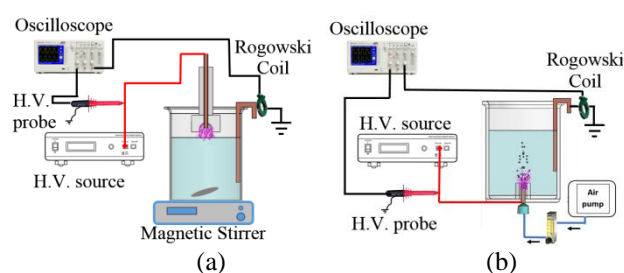 Oscilloscope
Rogowski
Coil
H.V.
probe
H.V. source
Magnetic Stirrer
(a)
Oscilloscope
Rogowski
Coil
H.V. source
H.V. probe
Air
pump
(b)